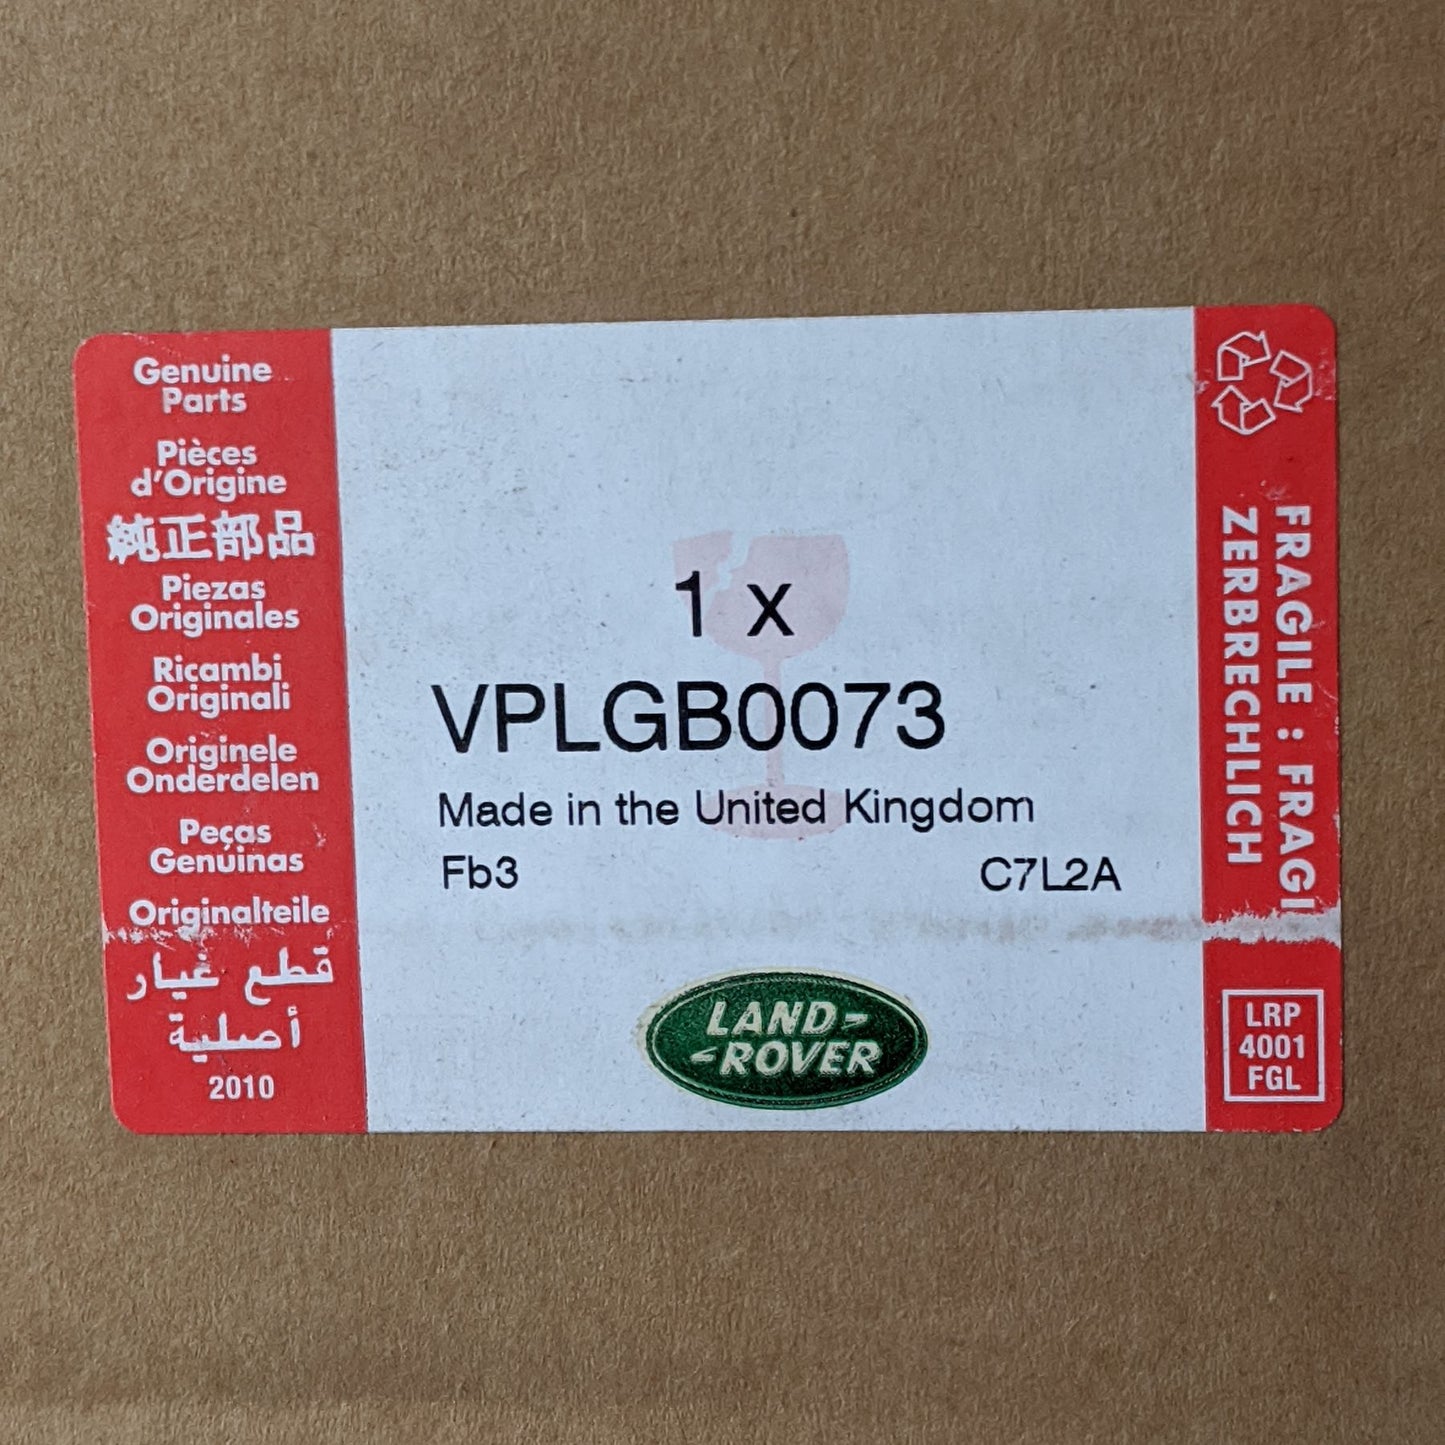 Genuine
Parts
Pièces
d'Origine
純正部品
Piezas
Originales
Ricambi
Originali
Originele
Onderdelen
Peças
Genuinas
Originalteile
قطع غيار
أصلية
2010
1 x
VPLGB0073
Made in the United Kingdom
Fb3 C7L2A
LAND-
-ROVER
FRAGILE : FRAGI
ZERBRECHLICH
LRP
4001
FGL